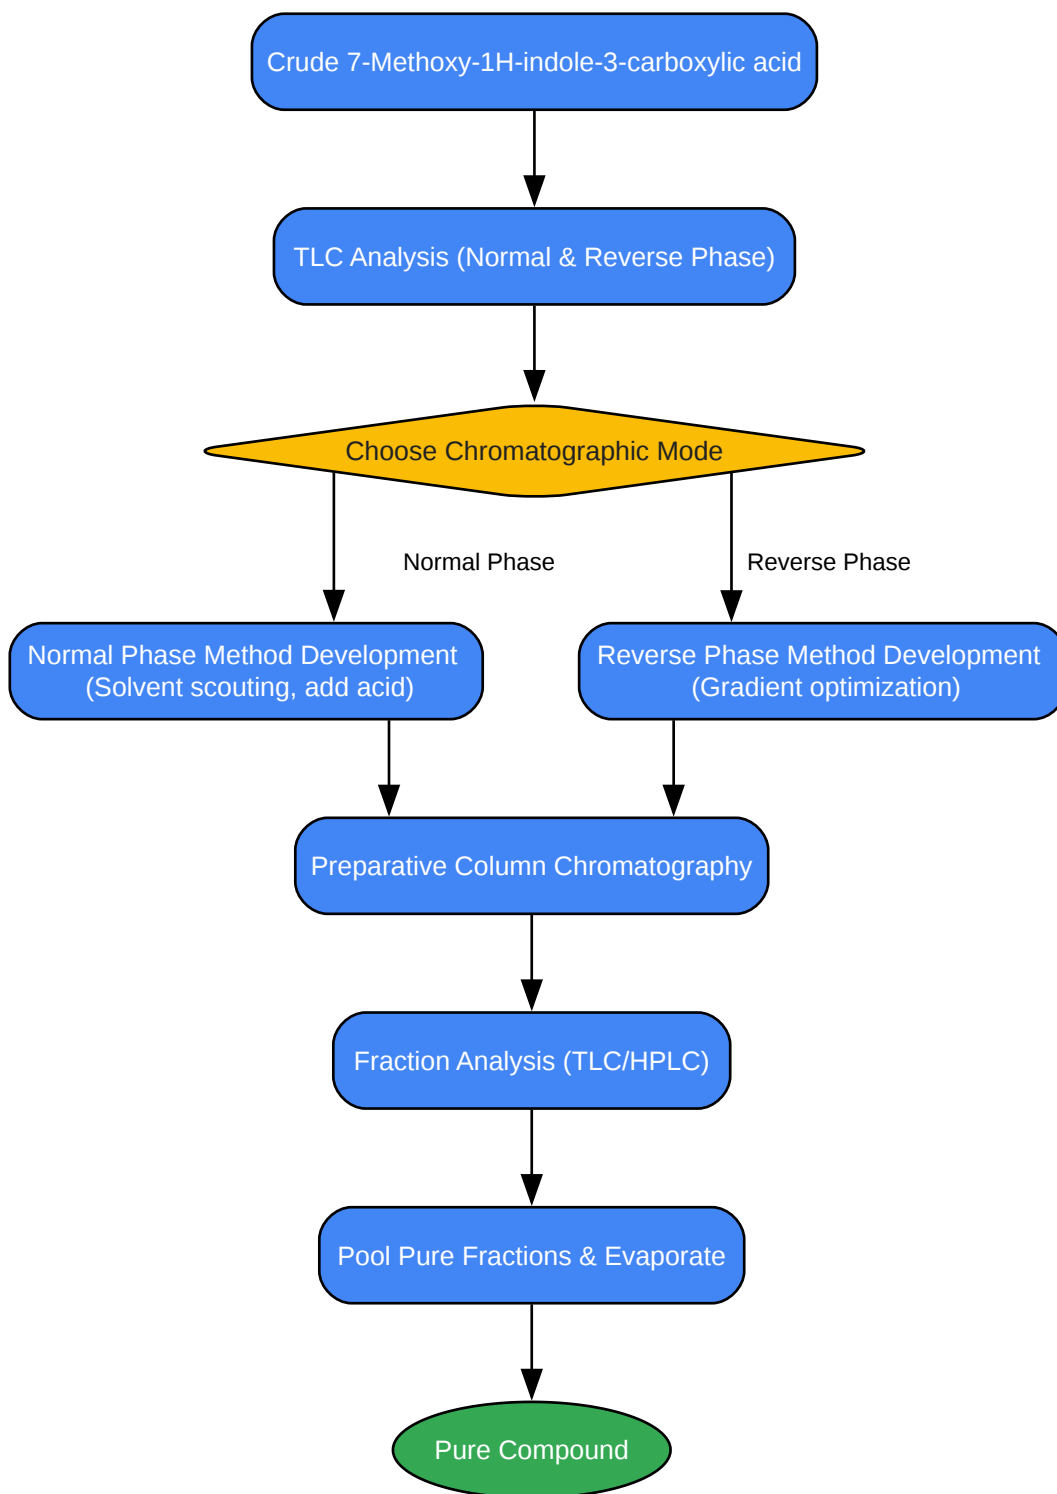 Crude 7-Methoxy-1H-indole-3-carboxylic acid
TLC Analysis (Normal & Reverse Phase)
Choose Chromatographic Mode
Normal Phase
Reverse Phase
Normal Phase Method Development
(Solvent scouting, add acid)
Reverse Phase Method Development
(Gradient optimization)
Preparative Column Chromatography
Fraction Analysis (TLC/HPLC)
Pool Pure Fractions & Evaporate
Pure Compound